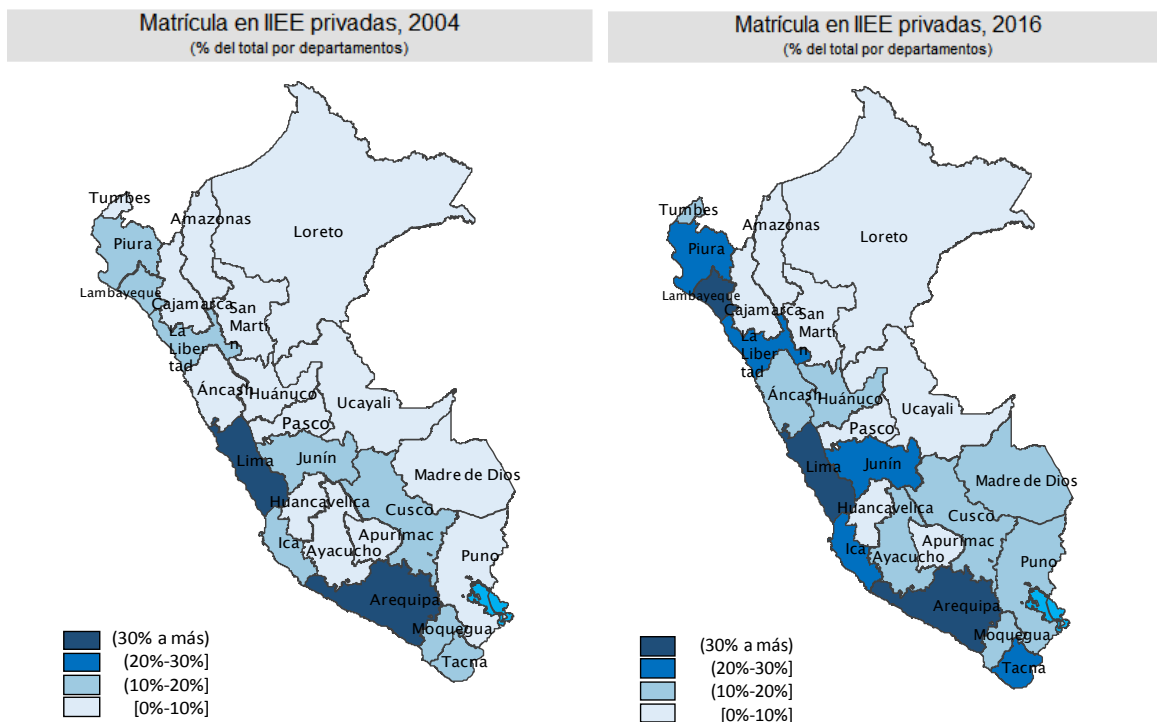 Matrícula en IIEE privadas, 2004
(% del total por departamentos)
Tumbes
Amazonas
Piura
Loreto
Lambayeque
Cajamarca
San
Martí
n
La
Liber
tad
Áncash
Huánuco
Ucayali
Pasco
Lima
Junín
Madre de Dios
Huancavelica
Cusco
Ica
Apurímac
Ayacucho
Puno
Arequipa
Moquegua
Tacna
(30% a más)
(20%-30%]
(10%-20%]
[0%-10%]
Matrícula en IIEE privadas, 2016
(% del total por departamentos)
Tumbes
Amazonas
Piura
Loreto
Lambayeque
Cajamarca
San
Martí
n
La
Liber
tad
Áncash
Huánuco
Ucayali
Pasco
Lima
Junín
Madre de Dios
Huancavelica
Cusco
Ica
Apurímac
Ayacucho
Puno
Arequipa
Moquegua
Tacna
(30% a más)
(20%-30%]
(10%-20%]
[0%-10%]